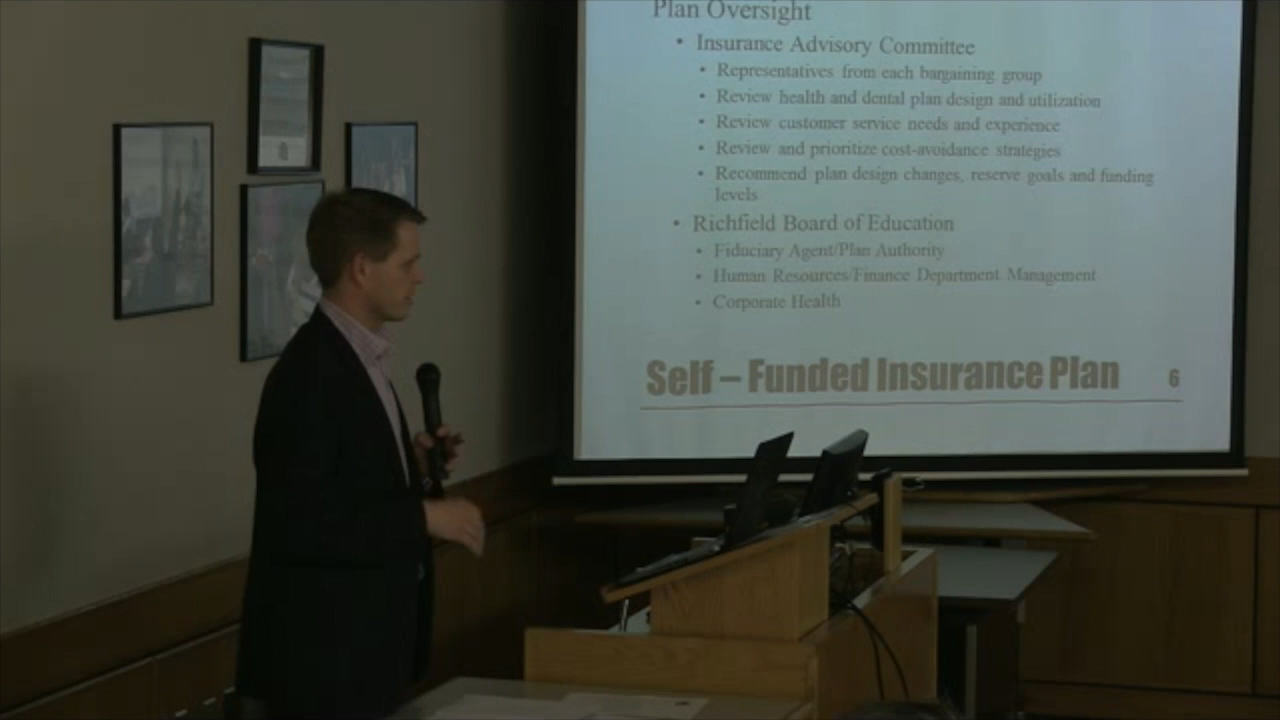 Plan Oversight
• Insurance Advisory Committee
• Representatives from each bargaining group
• Review health and dental plan design and utilization
• Review customer service needs and experience
• Review and prioritize cost-avoidance strategies
• Recommend plan design changes, reserve goals and funding
levels
• Richfield Board of Education
• Fiduciary Agent/Plan Authority
• Human Resources/Finance Department Management
• Corporate Health
Self – Funded Insurance Plan 6